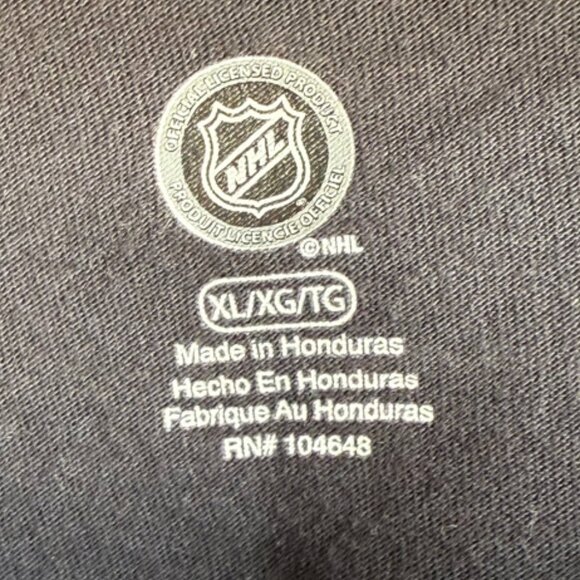 OFFICIAL LICENSED PRODUCT
NHL
PRODUIT LICENCIE OFFICIEL
©NHL
XL/XG/TG
Made in Honduras
Hecho En Honduras
Fabrique Au Honduras
RN# 104648